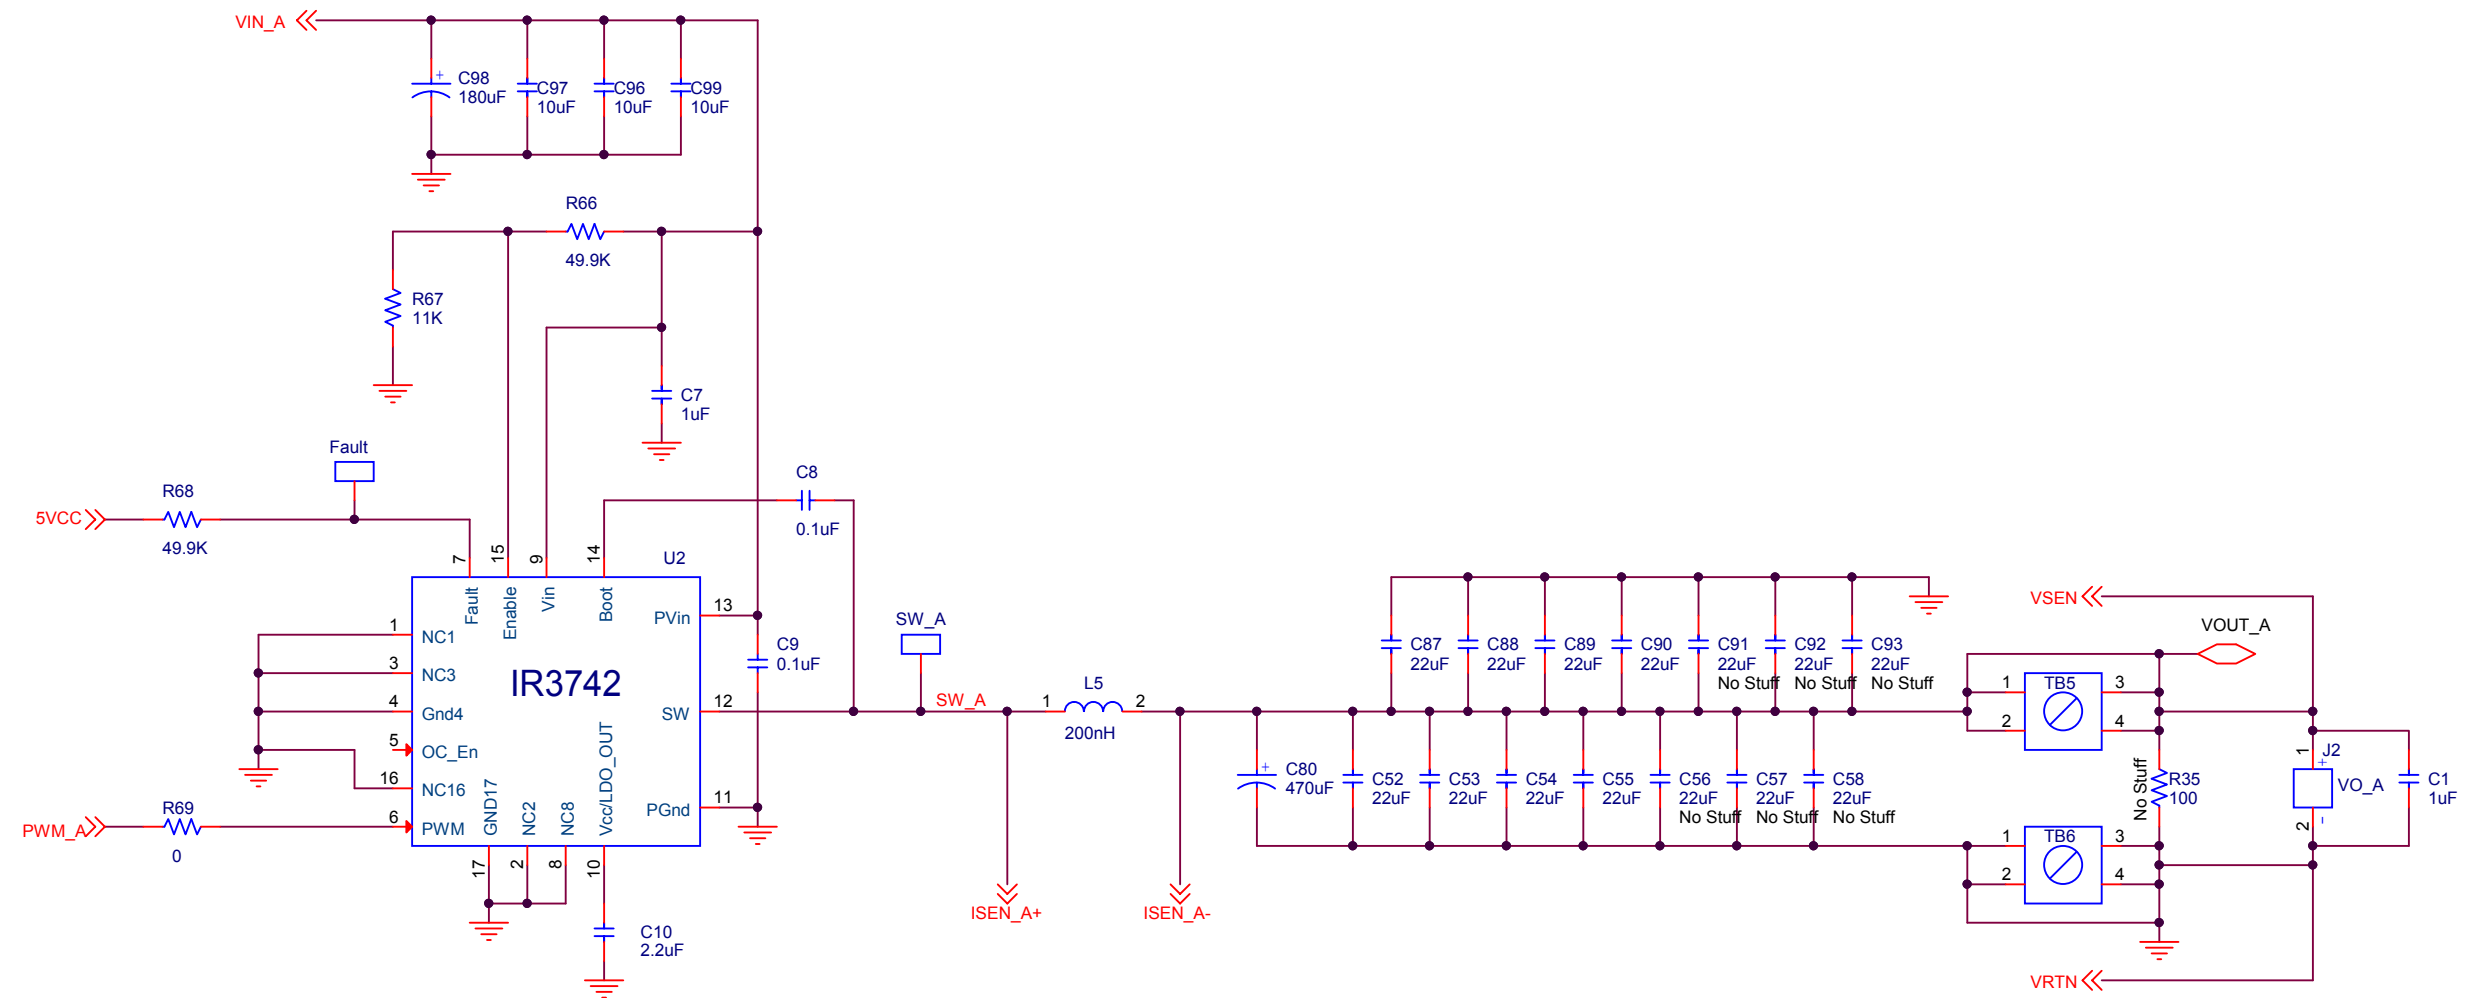 VIN_A
C98
180uF
+
C97
10uF
C96
10uF
C99
10uF
R66
49.9K
R67
11K
C7
1uF
Fault
R68
5VCC
49.9K
C8
0.1uF
7
15
9
14
U2
Fault
Enable
Vin
Boot
1
NC1
3
NC3
4
Gnd4
5
OC_En
16
NC16
6
PWM
IR3742
13
PVin
12
SW
11
PGnd
GND17
NC2
NC8
Vcc/LDO_OUT
17
2
8
10
C9
0.1uF
R69
PWM_A
0
C10
2.2uF
SW_A
SW_A
1
L5
2
200nH
ISEN_A+
ISEN_A-
C87
22uF
C88
22uF
C89
22uF
C90
22uF
C91
22uF
No Stuff
C92
22uF
No Stuff
C93
22uF
No Stuff
+
C80
470uF
C52
22uF
C53
22uF
C54
22uF
C55
22uF
C56
22uF
No Stuff
C57
22uF
No Stuff
C58
22uF
No Stuff
VSEN
VOUT_A
1
2
TB5
3
4
No Stuff
R35
100
1
2
TB6
3
4
1
J2
+
VO_A
-
2
C1
1uF
VRTN